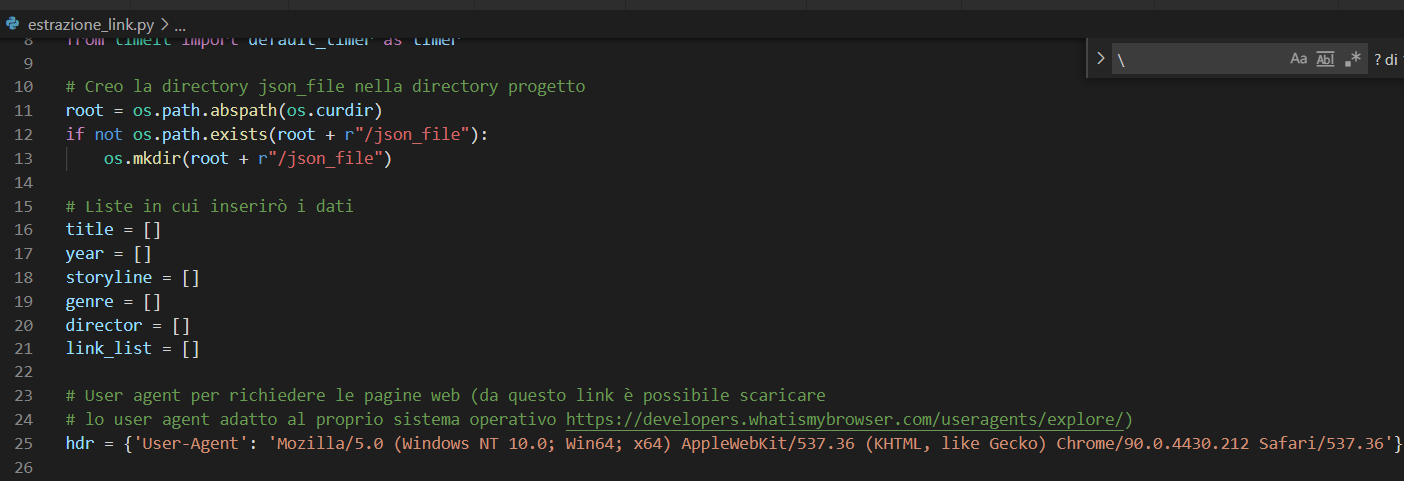 estrazione_link.py > ...
8 from timeit import default_timer as timer
\ Aa Abl .* ? di
9
10 # Creo la directory json_file nella directory progetto
11 root = os.path.abspath(os.curdir)
12 if not os.path.exists(root + r"/json_file"):
13     os.mkdir(root + r"/json_file")
14
15 # Liste in cui inserirò i dati
16 title = []
17 year = []
18 storyline = []
19 genre = []
20 director = []
21 link_list = []
22
23 # User agent per richiedere le pagine web (da questo link è possibile scaricare
24 # lo user agent adatto al proprio sistema operativo https://developers.whatismybrowser.com/useragents/explore/)
25 hdr = {'User-Agent': 'Mozilla/5.0 (Windows NT 10.0; Win64; x64) AppleWebKit/537.36 (KHTML, like Gecko) Chrome/90.0.4430.212 Safari/537.36'}
26